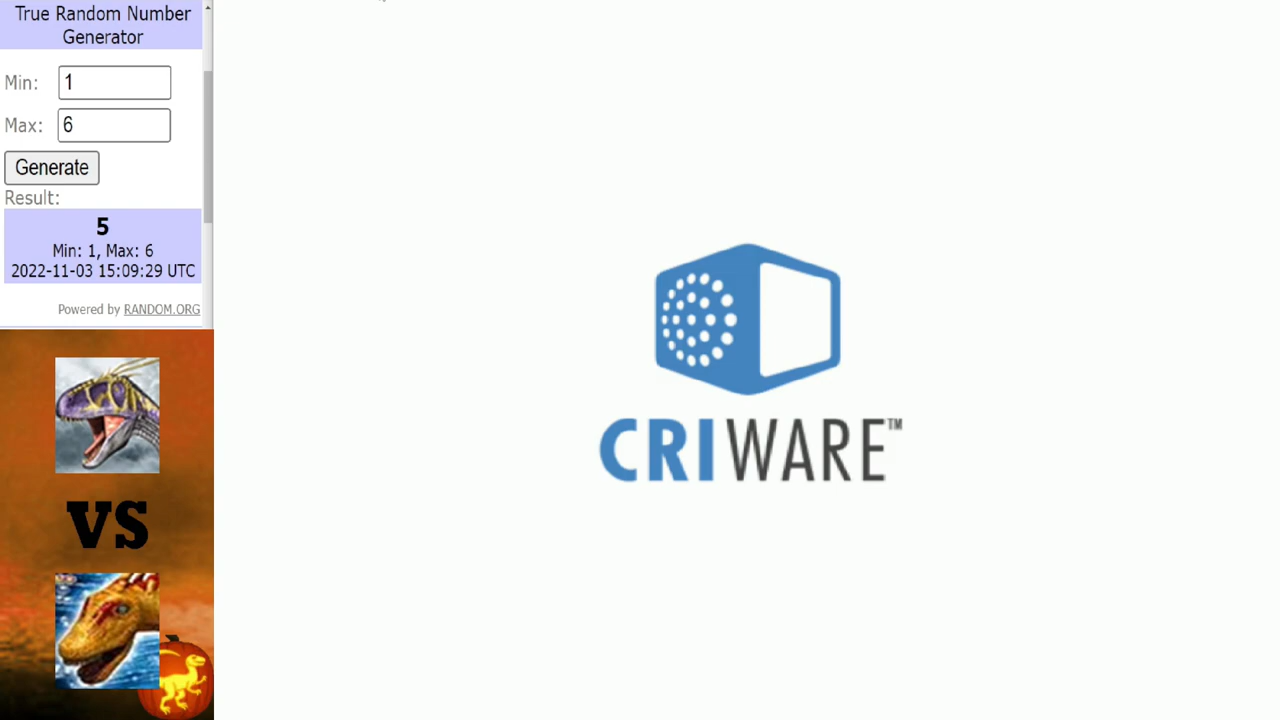 True Random Number
Generator
Min: 1
Max: 6
Generate
Result:
5
Min: 1, Max: 6
2022-11-03 15:09:29 UTC
Powered by RANDOM.ORG
VS
CRIWARE™